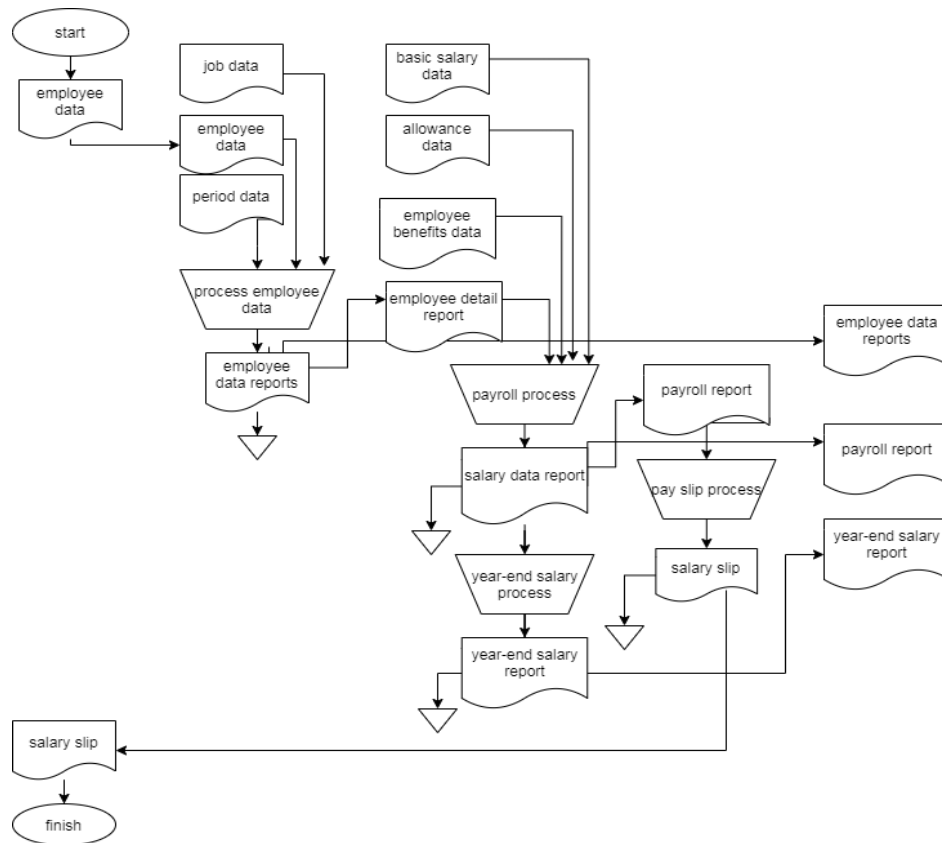 start
job data
basic salary
data
employee
data
employee
data
allowance
data
period data
employee
benefits data
process employee
data
employee detail
report
employee data
reports
employee
data reports
payroll process
payroll report
payroll report
salary data report
pay slip process
year-end salary
report
year-end salary
process
salary slip
year-end salary
report
salary slip
finish